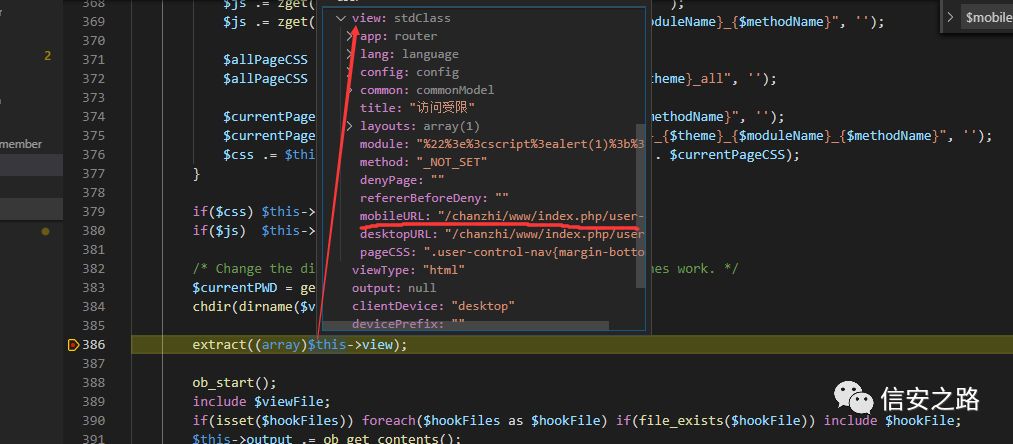 368 $js .= zget( );
369 $js .= zget( duleName}_{$methodName}", '');
370
371 $allPageCSS
372 $allPageCSS theme}_all", '');
373
374 $currentPage methodName}", '');
375 $currentPage _{$theme}_{$moduleName}_{$methodName}", '');
376 $css .= $thi . $currentPageCSS);
377 }
378
379 if($css) $this->
380 if($js) $this->
381
382 /* Change the di es work. */
383 $currentPWD = ge
384 chdir(dirname($v
385
386 extract((array)$this->view);
387
388 ob_start();
389 include $viewFile;
390 if(isset($hookFiles)) foreach($hookFiles as $hookFile) if(file_exists($hookFile)) include $hookFile;
391 $this->output .= ob_get_contents();
2
member
view: stdClass
app: router
lang: language
config: config
common: commonModel
title: "访问受限"
layouts: array(1)
module: "%22%3e%3cscript%3ealert(1)%3b%3
method: "_NOT_SET"
denyPage: ""
refererBeforeDeny: ""
mobileURL: "/chanzhi/www/index.php/user-
desktopURL: "/chanzhi/www/index.php/user
pageCSS: ".user-control-nav{margin-botto
viewType: "html"
output: null
clientDevice: "desktop"
devicePrefix: ""
$mobile
信安之路